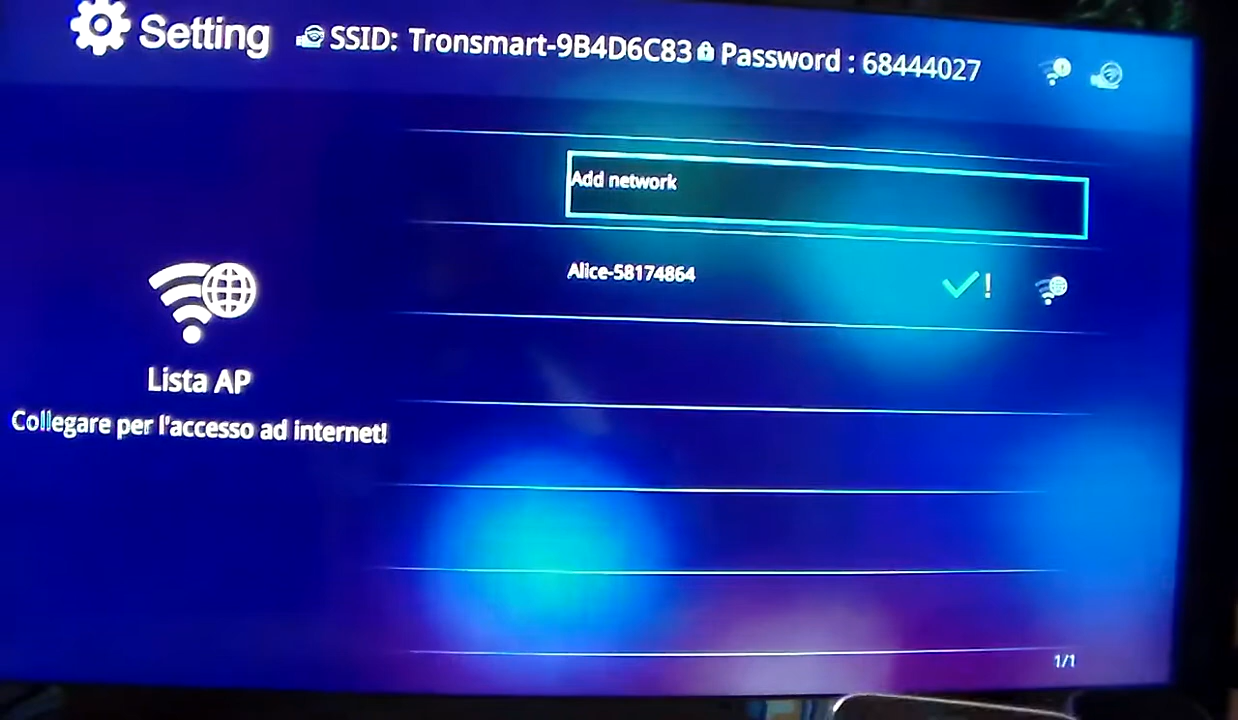 Setting SSID: Tronsmart-9B4D6C83 Password : 68444027
Add network
Alice-58174864 !
Lista AP
Collegare per l'accesso ad internet!
1/1